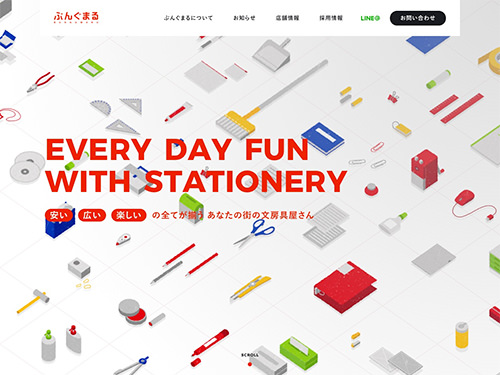 ぶんぐまる
ぶんぐまるについて お知らせ 店舗情報 採用情報 LINE@ お問い合わせ
EVERY DAY FUN
WITH STATIONERY
安い 広い 楽しい の全てが揃う あなたの街の文房具屋さん
SCROLL